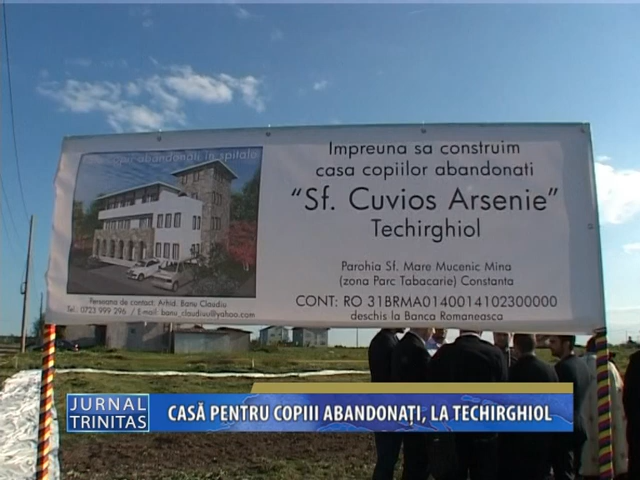 copii abandonati in spitale
Persoana de contact: Arhid. Banu Claudiu
Tel.: 0723 999 296 / E-mail: banu_claudivu@yahoo.com
Impreuna sa construim
casa copiilor abandonati
“Sf. Cuvios Arsenie”
Techirghiol
Parohia Sf. Mare Mucenic Mina
(zona Parc Tabacarie) Constanta
CONT: RO 31BRMA0140014102300000
deschis la Banca Romaneasca
JURNAL
TRINITAS
CASĂ PENTRU COPIII ABANDONAȚI, LA TECHIRGHIOL